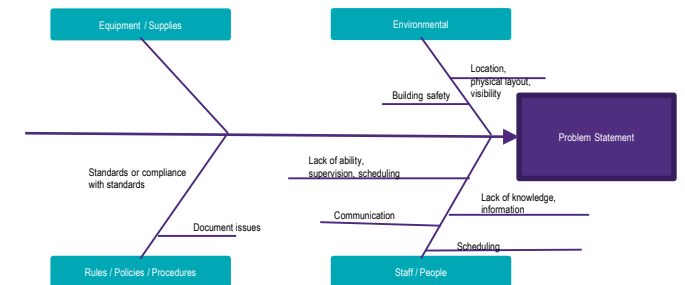 Equipment / Supplies
Environmental
Location,
physical layout,
visibility
Building safety
Problem Statement
Lack of ability,
supervision, scheduling
Standards or compliance
with standards
Lack of knowledge,
information
Communication
Document issues
Scheduling
Rules / Policies / Procedures
Staff / People